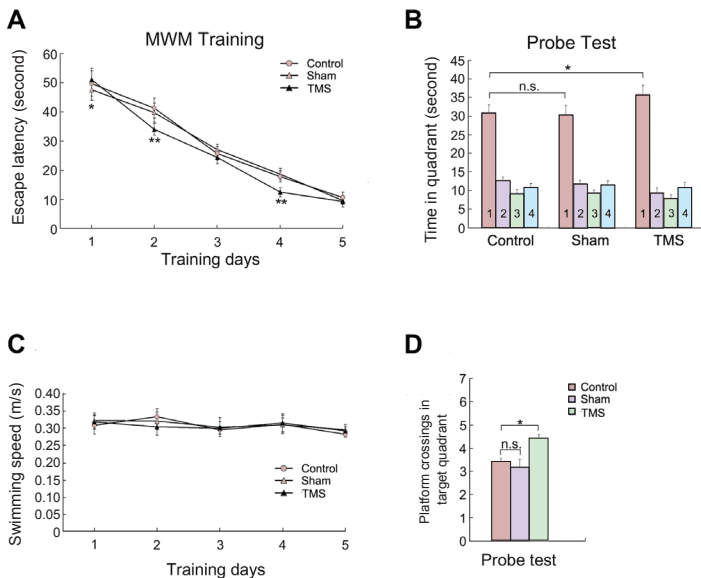 A
MWM Training
Escape latency (second)
60
50
40
30
20
10
0
Control
Sham
TMS
*
**
**
1 2 3 4 5
Training days
B
Probe Test
Time in quadrant (second)
45
40
35
30
25
20
15
10
5
0
*
n.s.
1 2 3 4 1 2 3 4 1 2 3 4
Control Sham TMS
C
Swimming speed (m/s)
0.40
0.35
0.30
0.25
0.20
0.15
0.10
0.05
0
Control
Sham
TMS
1 2 3 4 5
Training days
D
Platform crossings in
target quadrant
7
6
5
4
3
2
1
0
Control
Sham
TMS
*
n.s.
Probe test